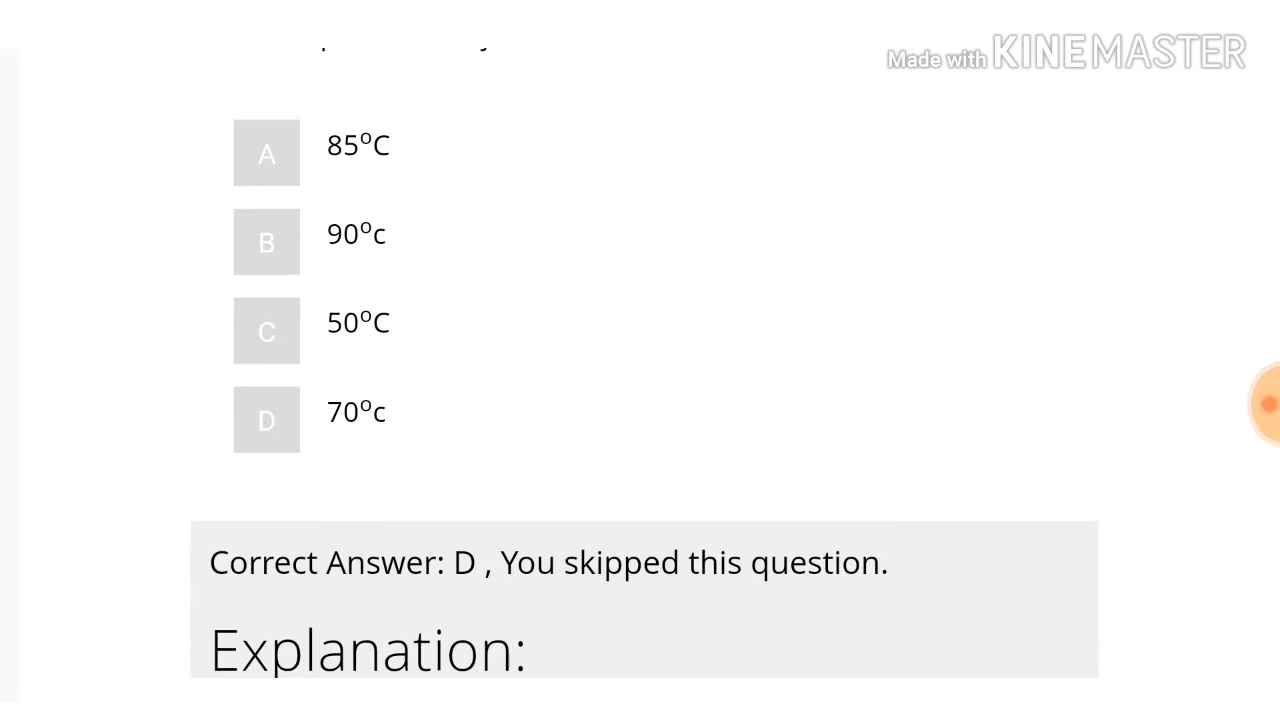 Made with KINEMASTER
A 85ºC
B 90ºc
C 50ºC
D 70ºc
Correct Answer: D , You skipped this question.
Explanation: